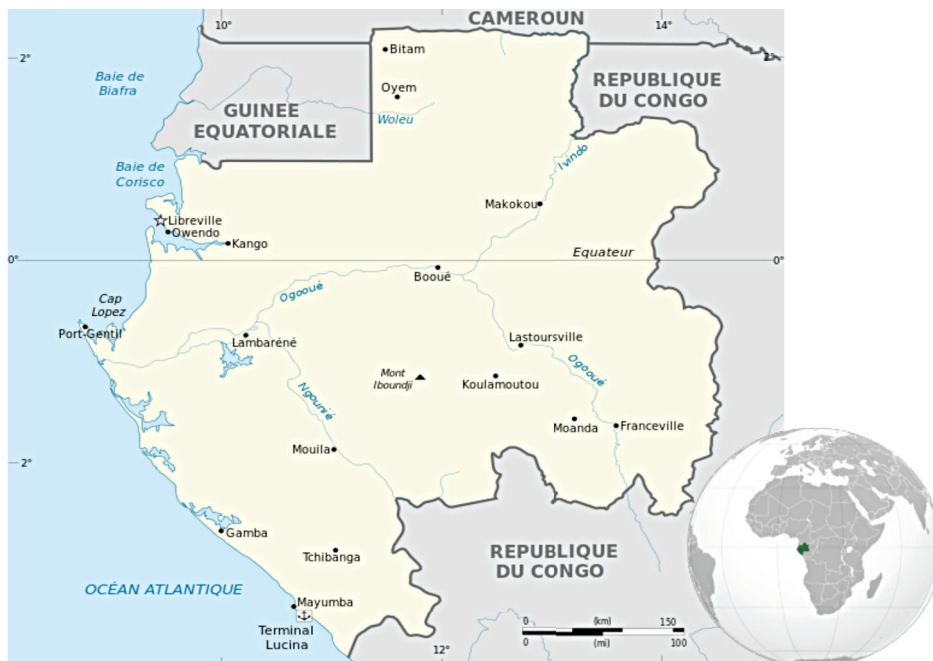 10°
CAMEROUN
14°
2°
Bitam
2°
Baie de
Biafra
Oyem
REPUBLIQUE
DU CONGO
GUINEE
EQUATORIALE
Woleu
Ivindo
Baie de
Corisco
Makokou
Libreville
Owendo
Kango
Equateur
0°
0°
Booué
Ogooué
Cap
Lopez
Port-Gentil
Lambaréné
Lastoursville
Mont
Iboundji
Ogooué
Koulamoutou
Ngounié
Moanda
Franceville
Mouila
2°
Gamba
Tchibanga
REPUBLIQUE
DU CONGO
OCÉAN ATLANTIQUE
Mayumba
Terminal
Lucina
0 (km) 150
0 (mi) 100
12°